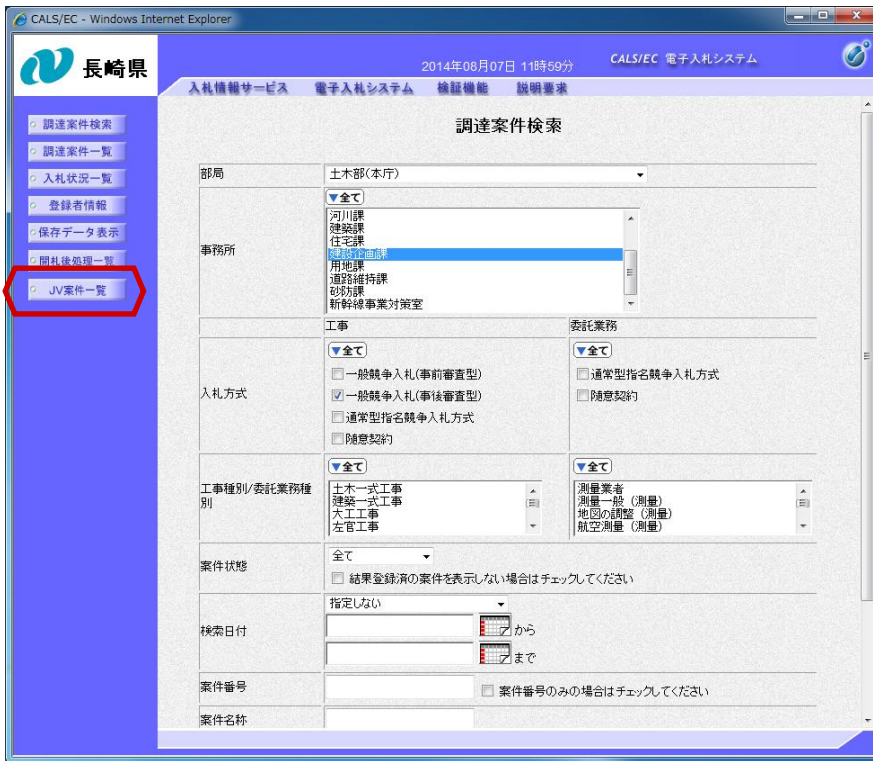 CALS/EC - Windows Internet Explorer
長崎県
2014年08月07日 11時59分
CALS/EC 電子入札システム
入札情報サービス 電子入札システム 検証機能 説明要求
調達案件検索
調達案件一覧
入札状況一覧
登録者情報
保存データ表示
開札後処理一覧
JV案件一覧
調達案件検索
部局 土木部(本庁)
事務所
▼全て
河川課
建築課
住宅課
建設企画課
用地課
道路維持課
砂防課
新幹線事業対策室
工事 委託業務
入札方式
▼全て
一般競争入札(事前審査型)
一般競争入札(事後審査型)
通常型指名競争入札方式
随意契約
▼全て
通常型指名競争入札方式
随意契約
工事種別/委託業務種別
▼全て
土木一式工事
建築一式工事
大工工事
左官工事
▼全て
測量業者
測量一般 (測量)
地図の調整 (測量)
航空測量 (測量)
案件状態 全て
結果登録済の案件を表示しない場合はチェックしてください
検索日付 指定しない
から
まで
案件番号 案件番号のみの場合はチェックしてください
案件名称